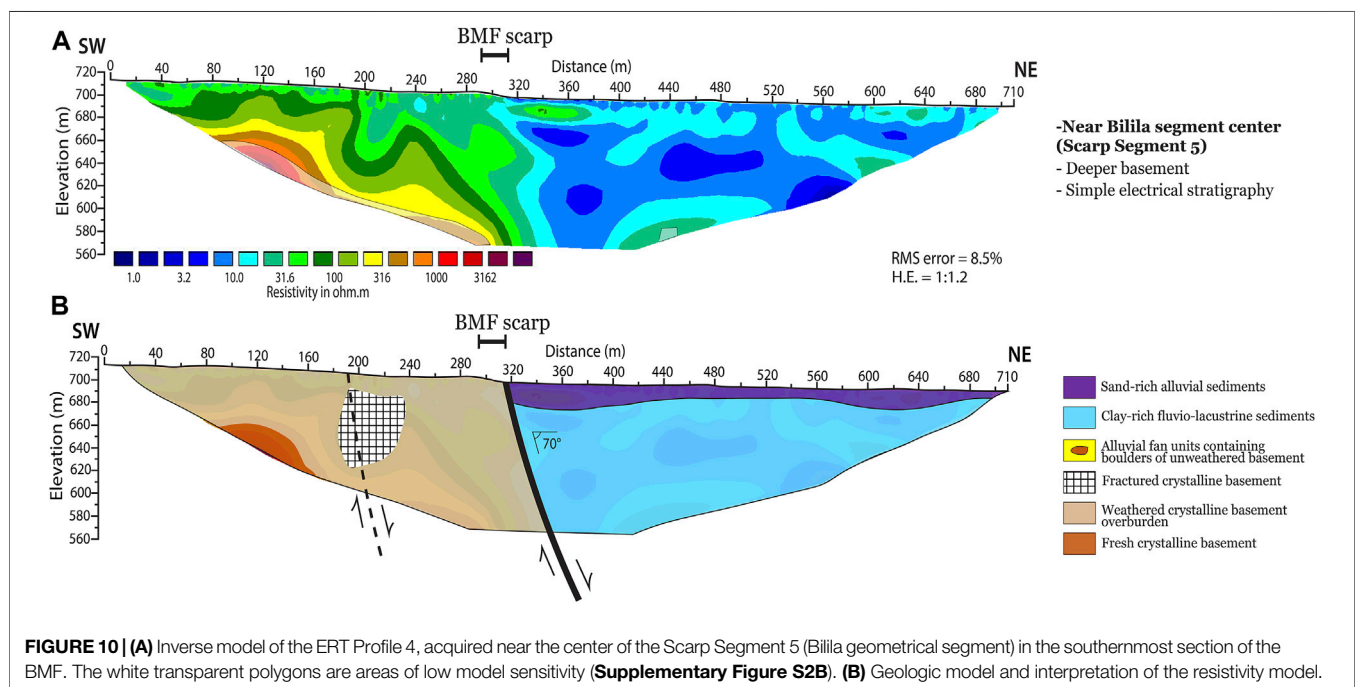 A
SW
BMF scarp
Distance (m)
NE
0 40 80 120 160 200 240 280 320 360 400 440 480 520 560 600 640 680 710
720
700
680
640
620
600
580
560
Elevation (m)
1.0 3.2 10.0 31.6 100 316 1000 3162
Resistivity in ohm.m
RMS error = 8.5%
H.E. = 1:1.2
-Near Bilila segment center
(Scarp Segment 5)
- Deeper basement
- Simple electrical stratigraphy
B
SW
BMF scarp
Distance (m)
NE
0 40 80 120 160 200 240 280 320 360 400 440 480 520 560 600 640 680 710
720
700
680
640
620
600
580
560
Elevation (m)
70°
Sand-rich alluvial sediments
Clay-rich fluvio-lacustrine sediments
Alluvial fan units containing
boulders of unweathered basement
Fractured crystalline basement
Weathered crystalline basement
overburden
Fresh crystalline basement
FIGURE 10 | (A) Inverse model of the ERT Profile 4, acquired near the center of the Scarp Segment 5 (Bilila geometrical segment) in the southernmost section of the
BMF. The white transparent polygons are areas of low model sensitivity (Supplementary Figure S2B). (B) Geologic model and interpretation of the resistivity model.